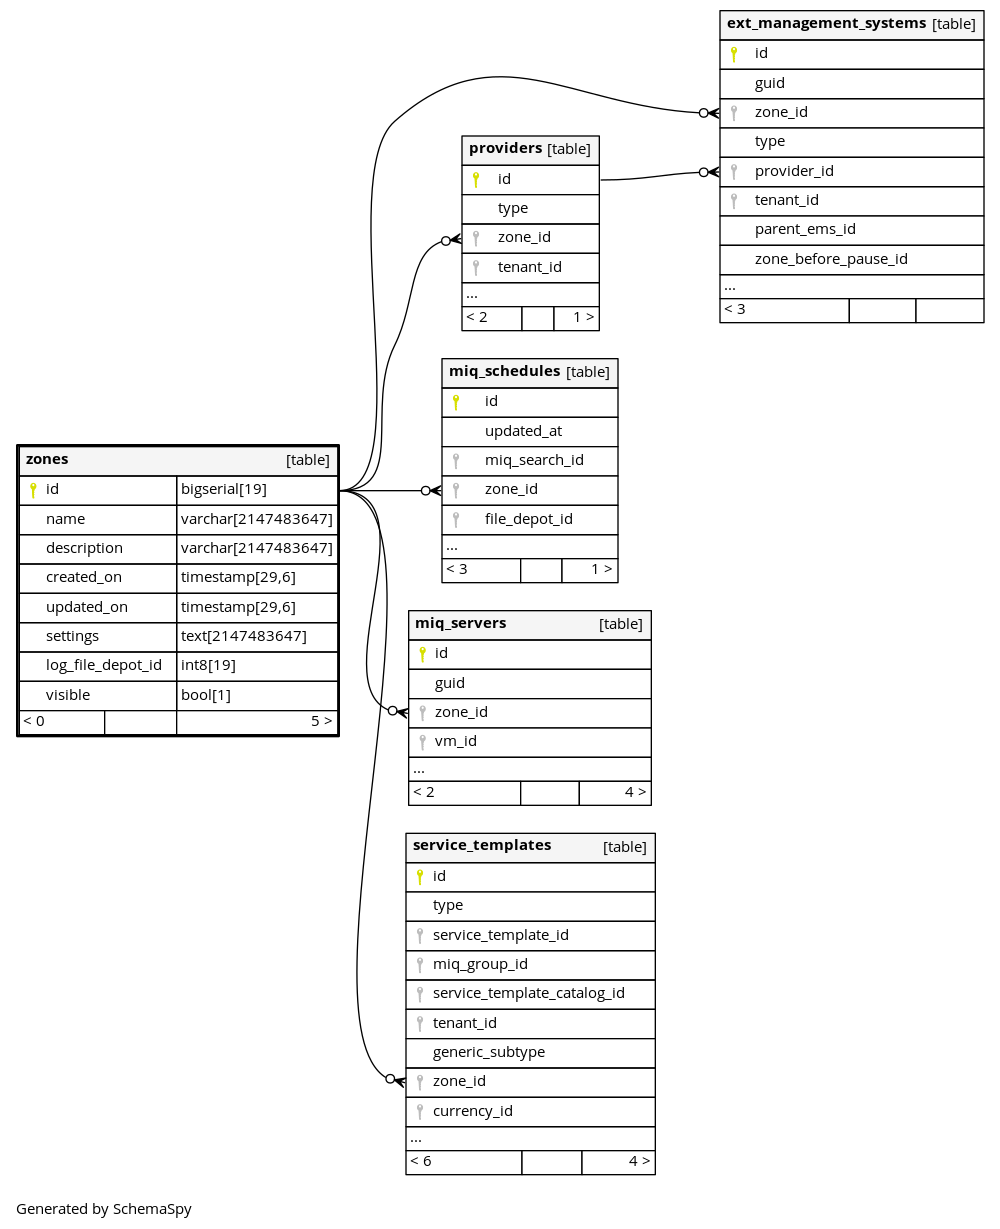 ext_management_systems [table]
id
guid
zone_id
type
provider_id
tenant_id
parent_ems_id
zone_before_pause_id
...
< 3
providers [table]
id
type
zone_id
tenant_id
...
< 2 1 >
miq_schedules [table]
id
updated_at
miq_search_id
zone_id
file_depot_id
...
< 3 1 >
zones [table]
id bigserial[19]
name varchar[2147483647]
description varchar[2147483647]
created_on timestamp[29,6]
updated_on timestamp[29,6]
settings text[2147483647]
log_file_depot_id int8[19]
visible bool[1]
< 0 5 >
miq_servers [table]
id
guid
zone_id
vm_id
...
< 2 4 >
service_templates [table]
id
type
service_template_id
miq_group_id
service_template_catalog_id
tenant_id
generic_subtype
zone_id
currency_id
...
< 6 4 >
Generated by SchemaSpy